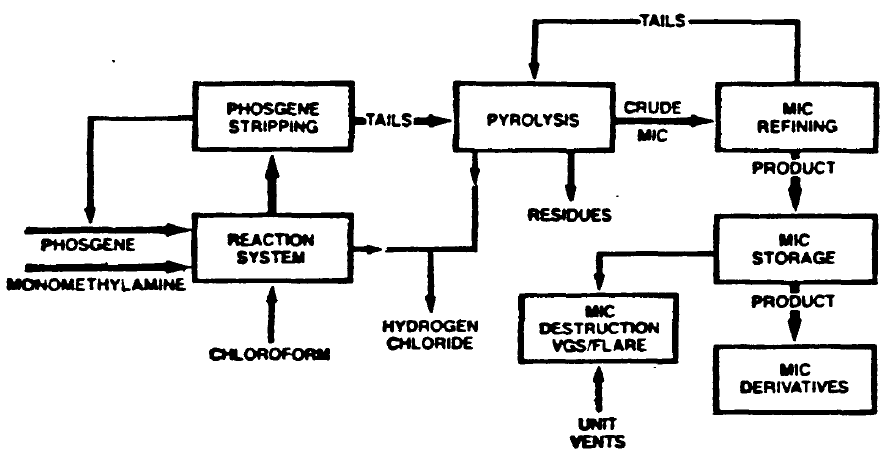 TAILS
PHOSGENE
STRIPPING
TAILS
PYROLYSIS
CRUDE
MIC
MIC
REFINING
PRODUCT
RESIDUES
PHOSGENE
REACTION
SYSTEM
MIC
STORAGE
MONOMETHYLAMINE
PRODUCT
HYDROGEN
CHLORIDE
MIC
DESTRUCTION
VGS/FLARE
CHLOROFORM
MIC
DERIVATIVES
UNIT
VENTS